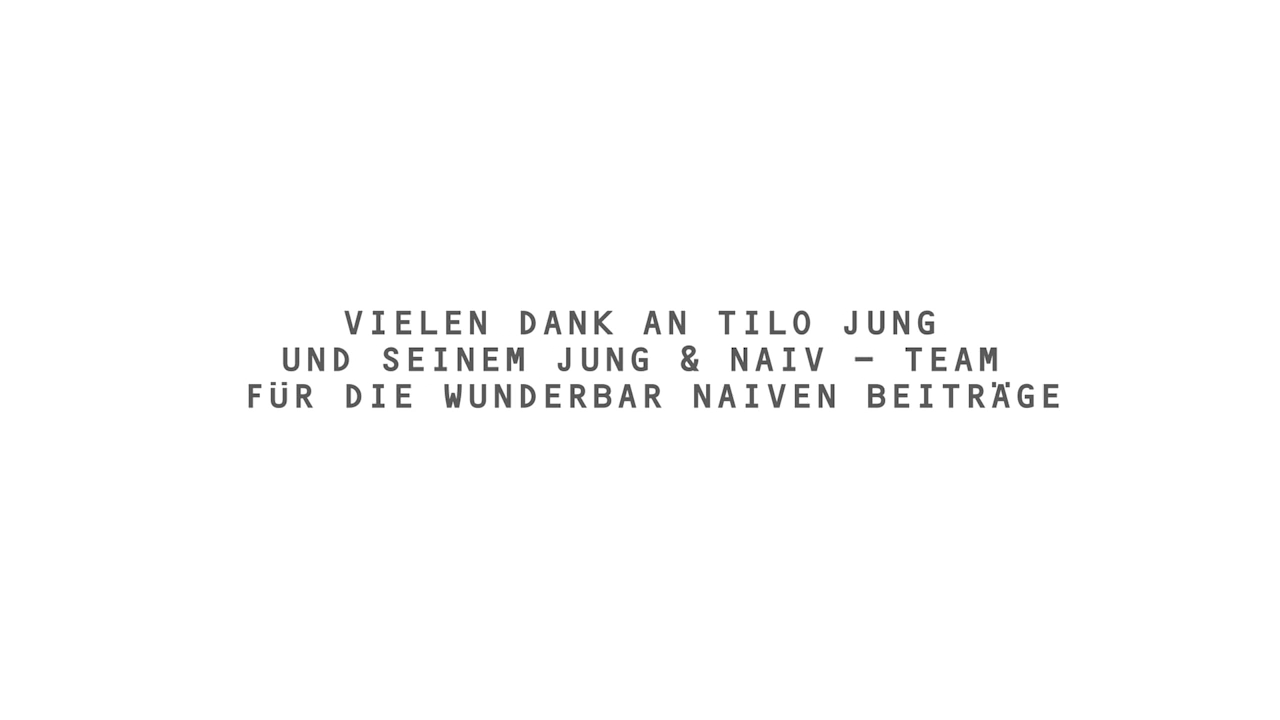 VIELEN DANK AN TILO JUNG
UND SEINEM JUNG & NAIV – TEAM
FÜR DIE WUNDERBAR NAIVEN BEITRÄGE